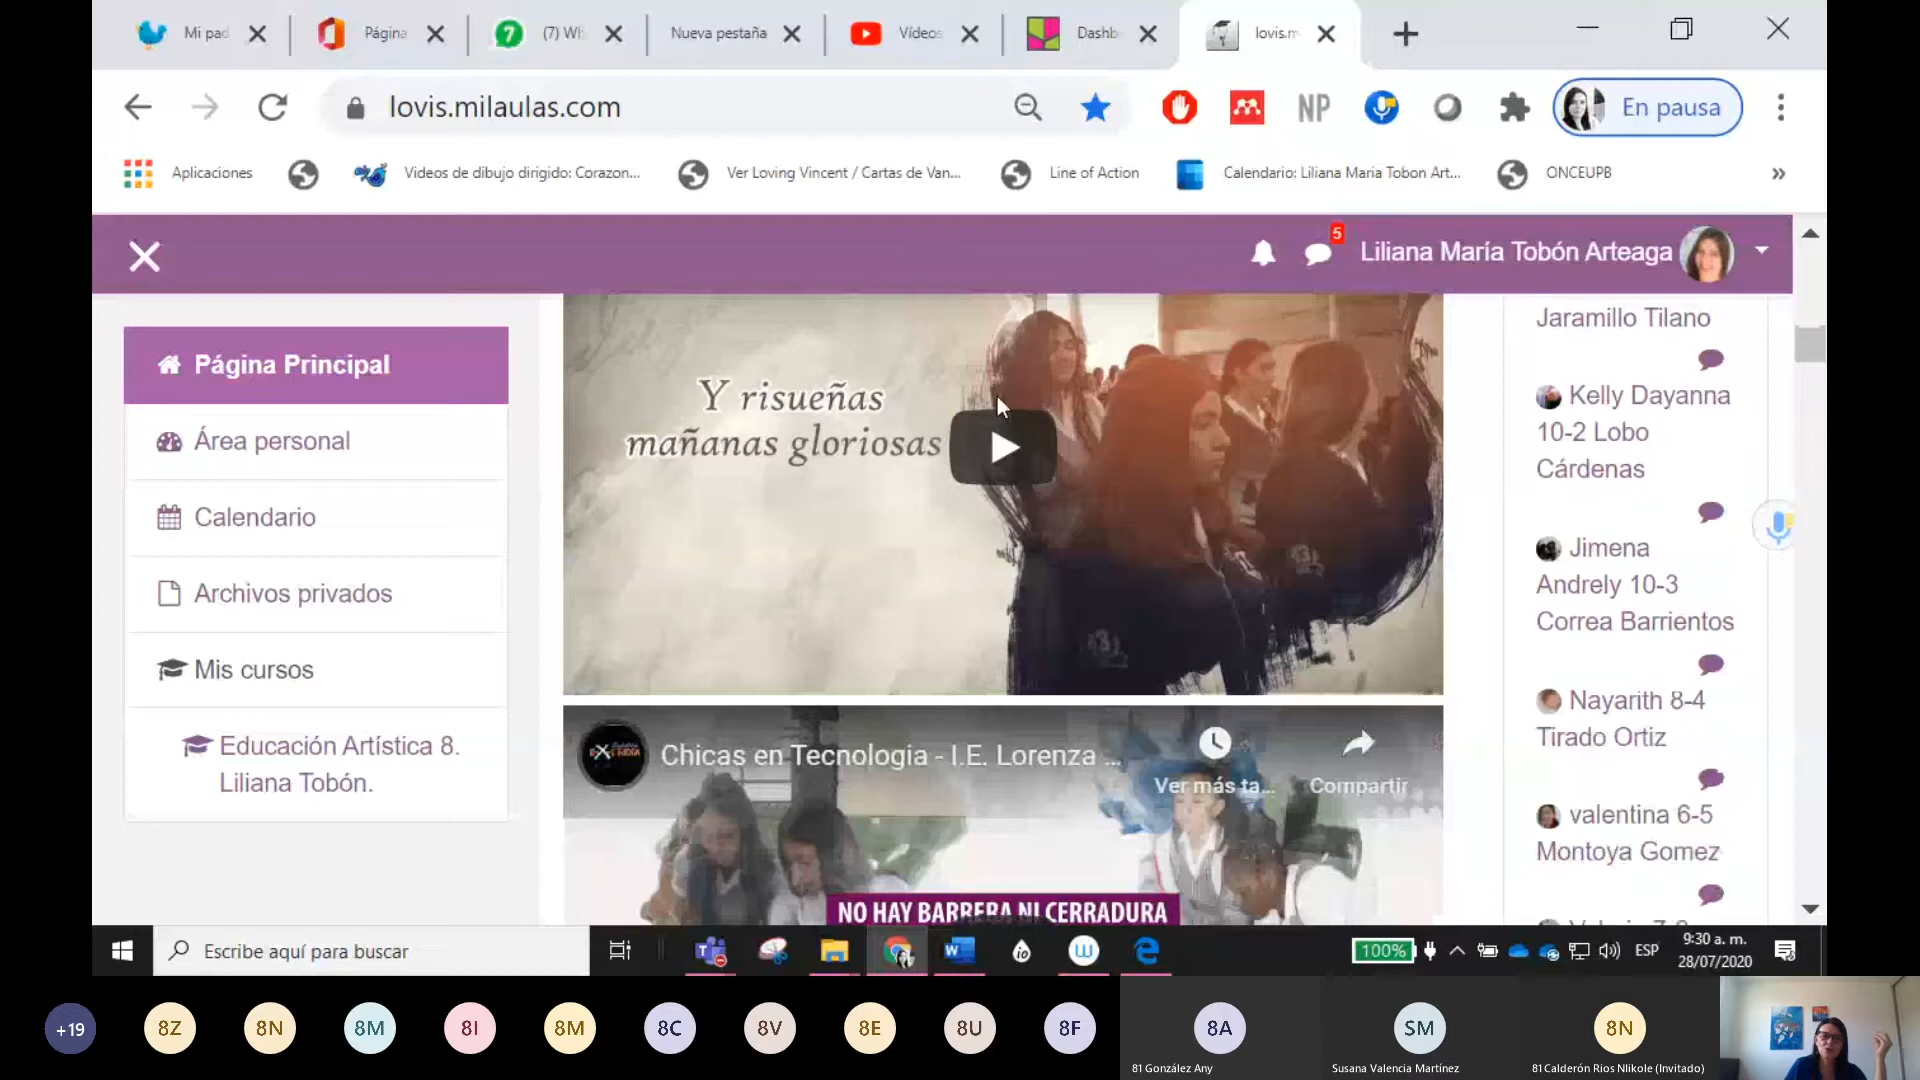 Mi pad
Página
(7) Wh
Nueva pestaña
Vídeos
Dashb
lovis.m
lovis.milaulas.com
NP
En pausa
Aplicaciones
Videos de dibujo dirigido: Corazon...
Ver Loving Vincent / Cartas de Van...
Line of Action
Calendario: Liliana Maria Tobon Art...
ONCEUPB
»
5
Liliana María Tobón Arteaga
Página Principal
Área personal
Calendario
Archivos privados
Mis cursos
Educación Artística 8.
Liliana Tobón.
Y risueñas
mañanas gloriosas
Chicas en Tecnologia - I.E. Lorenza ...
Ver más ta...
Compartir
NO HAY BARRERA NI CERRADURA
Jaramillo Tilano
Kelly Dayanna
10-2 Lobo
Cárdenas
Jimena
Andrely 10-3
Correa Barrientos
Nayarith 8-4
Tirado Ortiz
valentina 6-5
Montoya Gomez
Escribe aquí para buscar
100%
ESP
9:30 a. m.
28/07/2020
+19
8Z
8N
8M
8I
8M
8C
8V
8E
8U
8F
8A
SM
8N
81 González Any
Susana Valencia Martínez
81Calderón Rios NIikole (Invitado)